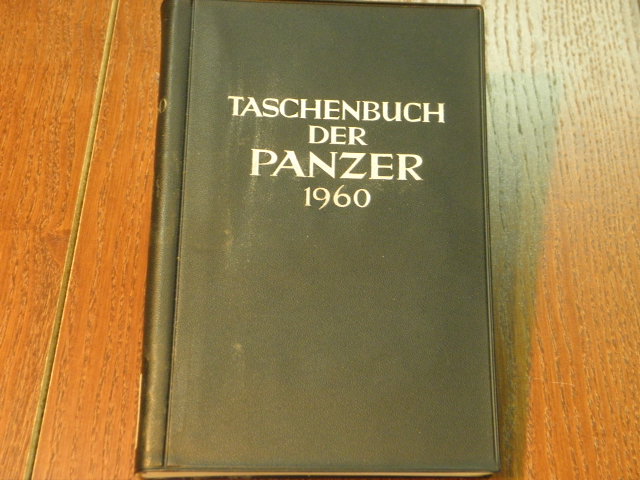 TASCHENBUCH
DER
PANZER
1960